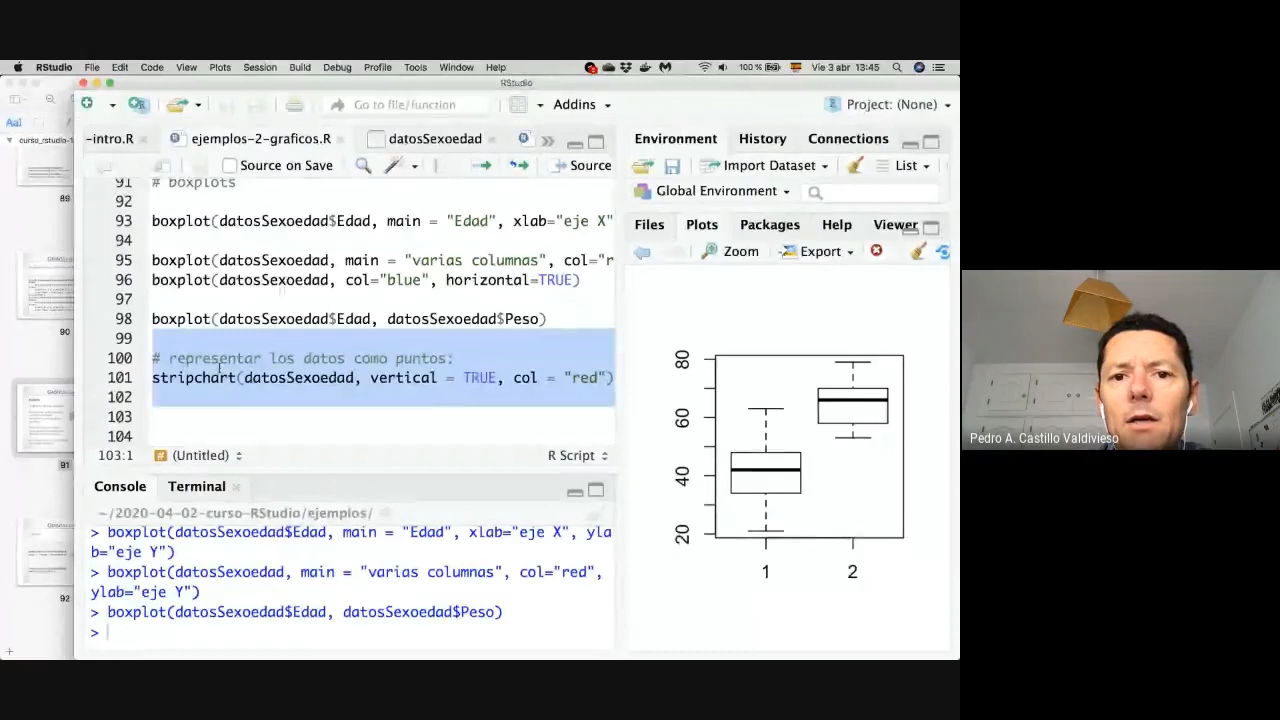 RStudio File Edit Code View Plots Session Build Debug Profile Tools Window Help 100 % Vie 3 abr 13:45
RStudio
Go to file/function Addins Project: (None)
AaI
-intro.R ejemplos-2-graficos.R datosSexoedad
Source on Save Source
91 # boxplots
92
93 boxplot(datosSexoedad$Edad, main = "Edad", xlab="eje X"
94
95 boxplot(datosSexoedad, main = "varias columnas", col="r
96 boxplot(datosSexoedad, col="blue", horizontal=TRUE)
97
98 boxplot(datosSexoedad$Edad, datosSexoedad$Peso)
99
100 # representar los datos como puntos:
101 stripchart(datosSexoedad, vertical = TRUE, col = "red")
102
103
104
103:1 (Untitled) R Script
Console Terminal
~/2020-04-02-curso-RStudio/ejemplos/
> boxplot(datosSexoedad$Edad, main = "Edad", xlab="eje X", yla
b="eje Y")
> boxplot(datosSexoedad, main = "varias columnas", col="red",
ylab="eje Y")
> boxplot(datosSexoedad$Edad, datosSexoedad$Peso)
>
Environment History Connections
Import Dataset List
Global Environment
Files Plots Packages Help Viewer
Zoom Export
80
60
40
20
1 2
89
90
91
92
Pedro A. Castillo Valdivieso